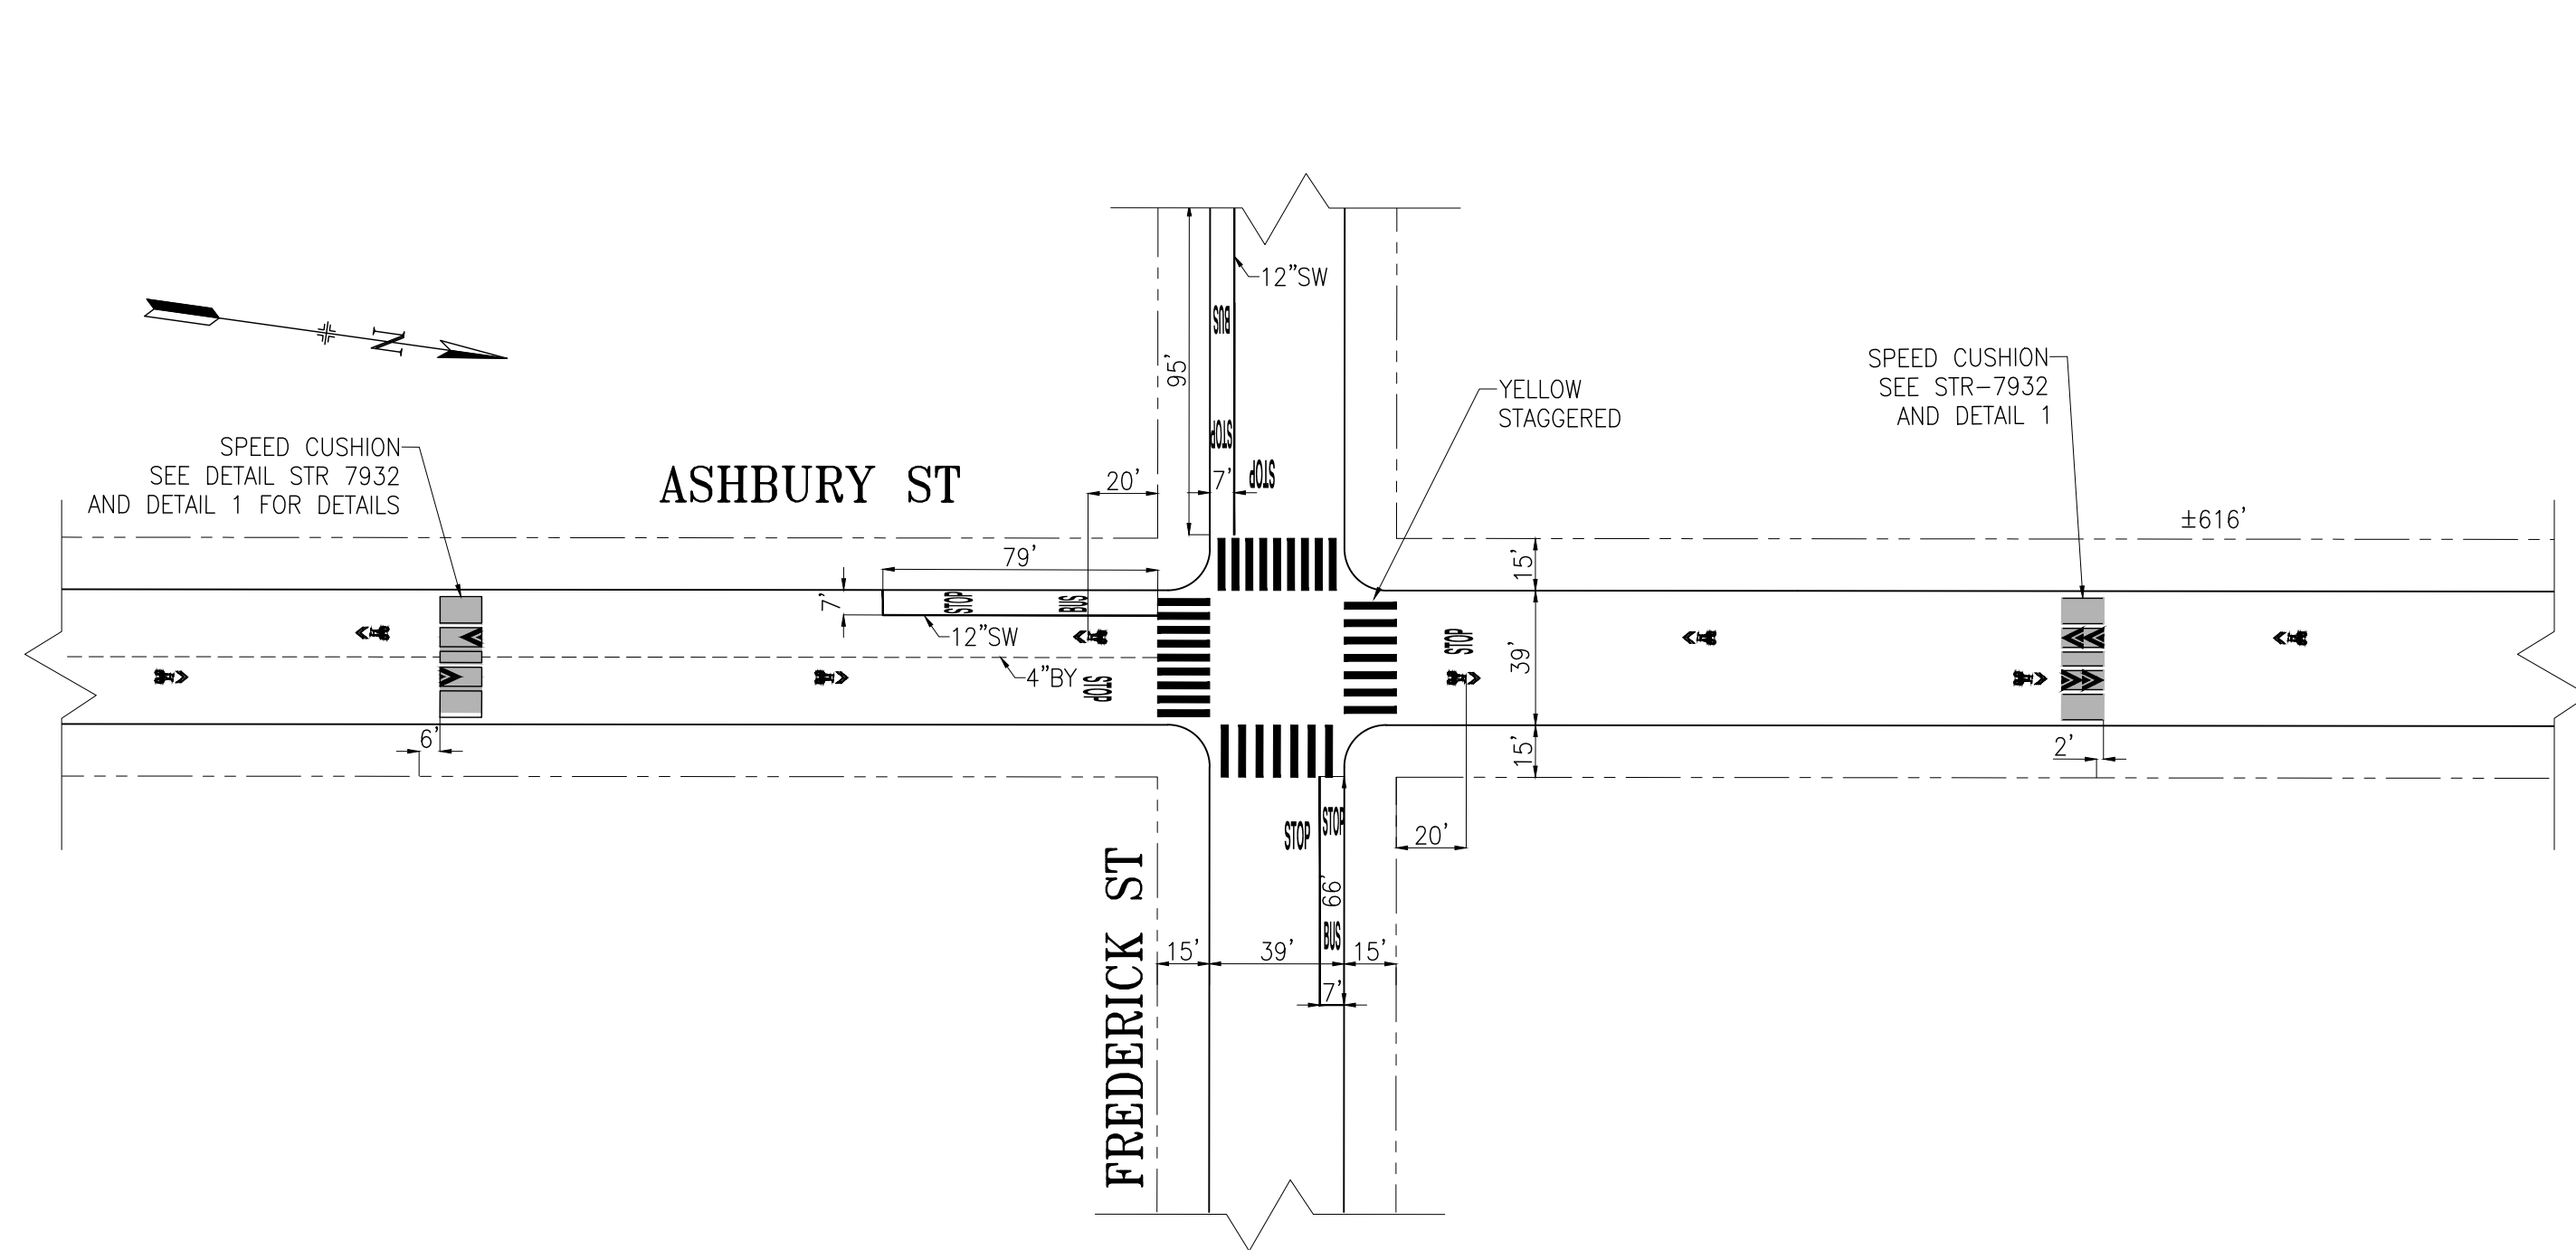 12”SW
BUS
95’
STOP
7’
STOP
N
SPEED CUSHION
SEE STR-7932
AND DETAIL 1
YELLOW
STAGGERED
SPEED CUSHION
SEE DETAIL STR 7932
AND DETAIL 1 FOR DETAILS
ASHBURY ST
20’
±616’
79’
15’
7’
STOP
BUS
12”SW
4”BY
STOP
STOP
39’
6’
15’
2’
STOP
STOP
20’
66’
BUS
FREDERICK ST
15’
39’
15’
7’